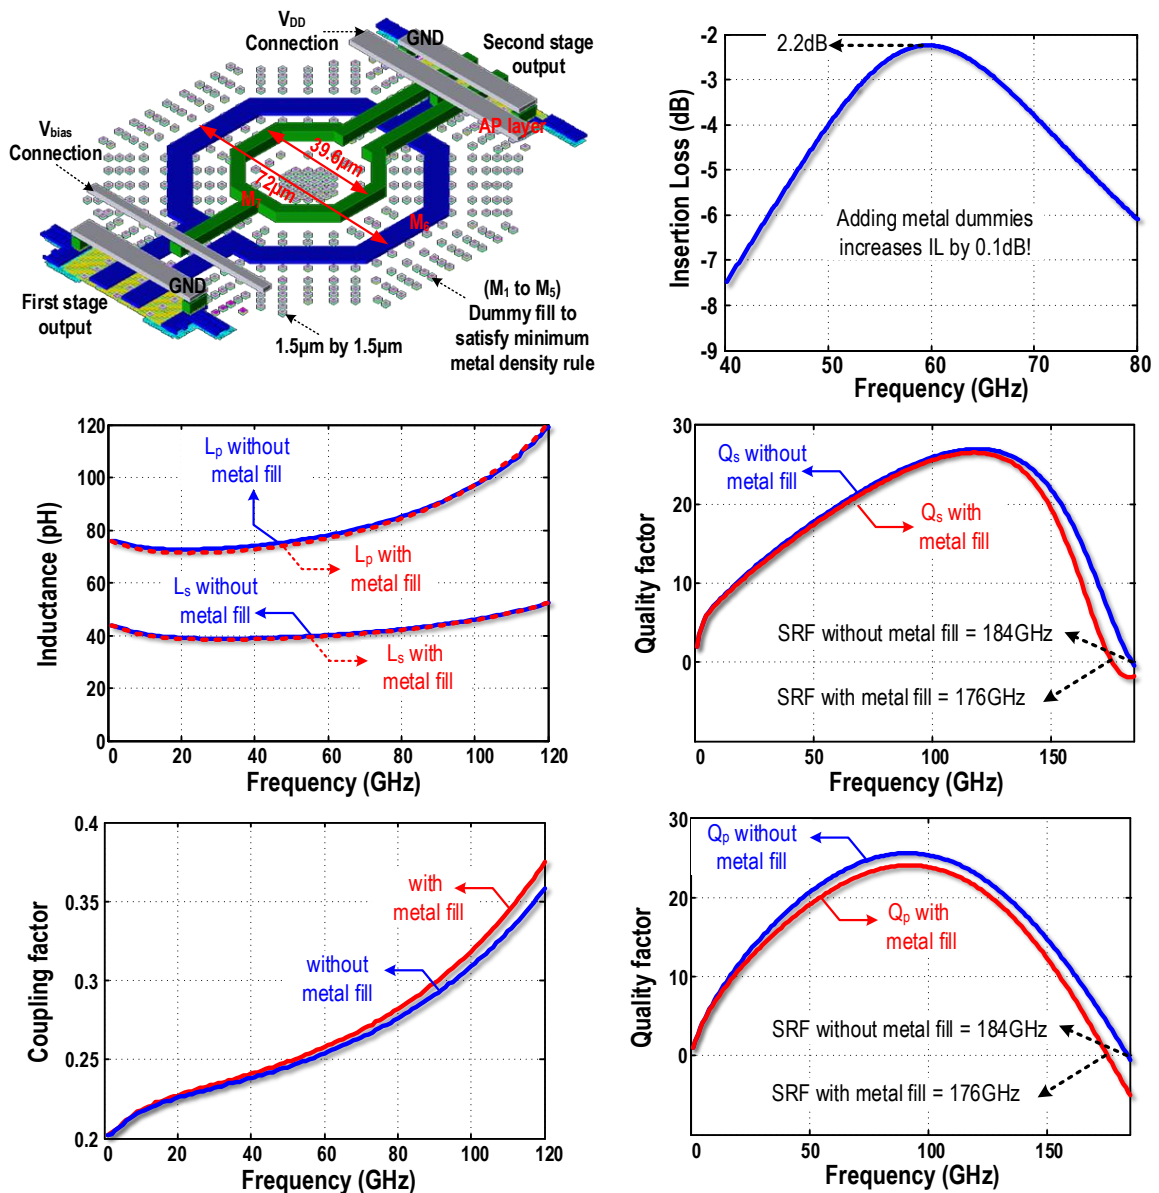 V_DD
Connection
GND
Second stage
output
V_bias
Connection
AP layer
39.6µm
72µm
M₇
M₆
GND
First stage
output
1.5µm by 1.5µm
(M₁ to M₅)
Dummy fill to
satisfy minimum
metal density rule
Insertion Loss (dB)
-2
-3
-4
-5
-6
-7
-8
-9
2.2dB
Adding metal dummies
increases IL by 0.1dB!
40
50
60
70
80
Frequency (GHz)
Inductance (pH)
120
100
80
60
40
20
0
Lₚ without
metal fill
Lₚ with
metal fill
Lₛ without
metal fill
Lₛ with
metal fill
0
20
40
60
80
100
120
Frequency (GHz)
Quality factor
30
20
10
0
Qₛ without
metal fill
Qₛ with
metal fill
SRF without metal fill = 184GHz
SRF with metal fill = 176GHz
0
50
100
150
Frequency (GHz)
Coupling factor
0.4
0.35
0.3
0.25
0.2
with
metal fill
without
metal fill
0
20
40
60
80
100
120
Frequency (GHz)
Quality factor
30
20
10
0
Qₚ without
metal fill
Qₚ with
metal fill
SRF without metal fill = 184GHz
SRF with metal fill = 176GHz
0
50
100
150
Frequency (GHz)